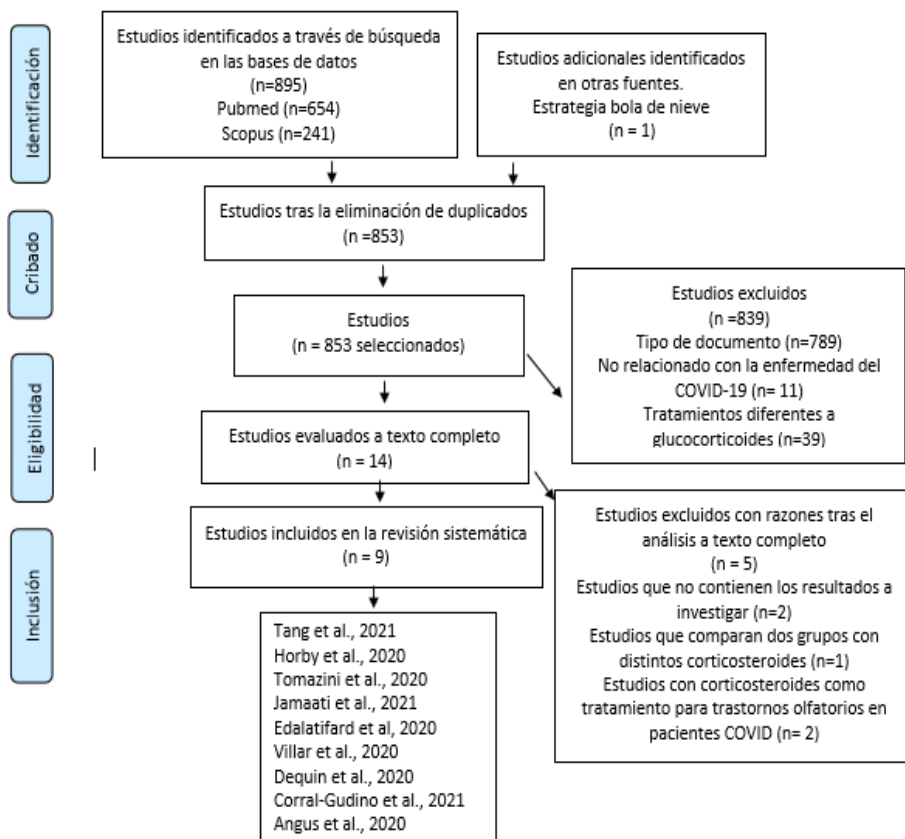 Identificación
Estudios identificados a través de búsqueda
en las bases de datos
(n=895)
Pubmed (n=654)
Scopus (n=241)
Estudios adicionales identificados
en otras fuentes.
Estrategia bola de nieve
(n = 1)
Cribado
Estudios tras la eliminación de duplicados
(n =853)
Estudios
(n = 853 seleccionados)
Estudios excluidos
(n =839)
Tipo de documento (n=789)
No relacionado con la enfermedad del
COVID-19 (n= 11)
Tratamientos diferentes a
glucocorticoides (n=39)
Eligibilidad
Estudios evaluados a texto completo
(n = 14)
Estudios excluidos con razones tras el
análisis a texto completo
(n = 5)
Estudios que no contienen los resultados a
investigar (n=2)
Estudios que comparan dos grupos con
distintos corticosteroides (n=1)
Estudios con corticosteroides como
tratamiento para trastornos olfatorios en
pacientes COVID (n= 2)
Inclusión
Estudios incluidos en la revisión sistemática
(n = 9)
Tang et al., 2021
Horby et al., 2020
Tomazini et al., 2020
Jamaati et al., 2021
Edalatifard et al, 2020
Villar et al., 2020
Dequin et al., 2020
Corral-Gudino et al., 2021
Angus et al., 2020